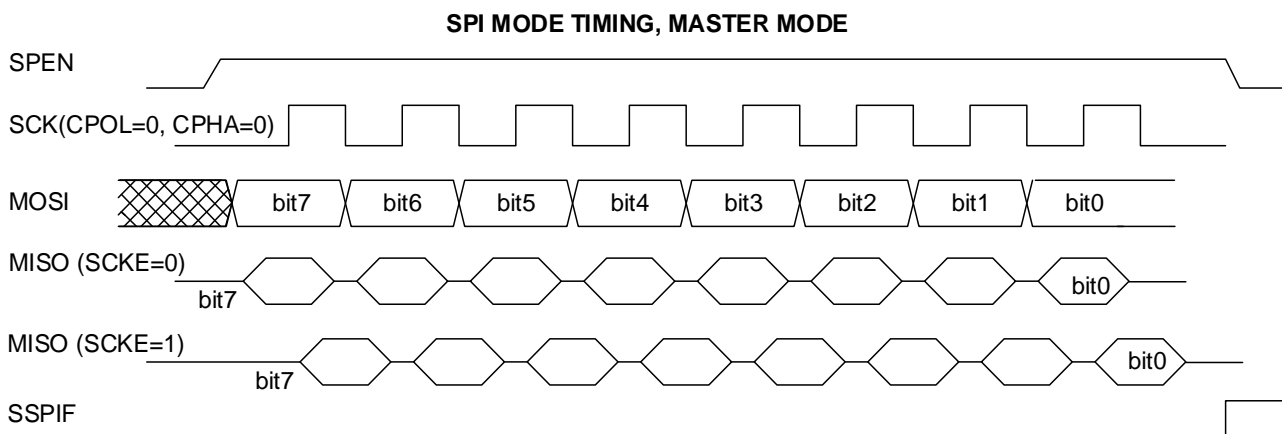 SPI MODE TIMING, MASTER MODE
SPEN
SCK(CPOL=0, CPHA=0)
MOSI bit7 bit6 bit5 bit4 bit3 bit2 bit1 bit0
MISO (SCKE=0)
bit7 bit0
MISO (SCKE=1)
bit7 bit0
SSPIF